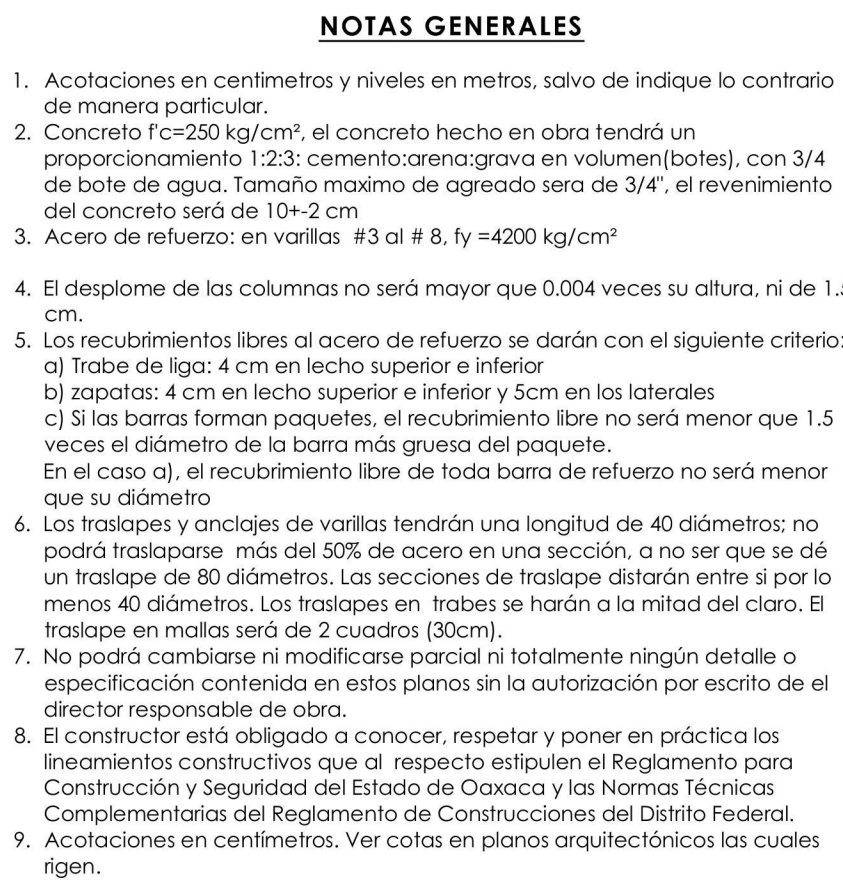 NOTAS GENERALES
1. Acotaciones en centimetros y niveles en metros, salvo de indique lo contrario
de manera particular.
2. Concreto f'c=250 kg/cm², el concreto hecho en obra tendrá un
proporcionamiento 1:2:3: cemento:arena:grava en volumen(botes), con 3/4
de bote de agua. Tamaño maximo de agreado sera de 3/4", el revenimiento
del concreto será de 10+-2 cm
3. Acero de refuerzo: en varillas #3 al # 8, fy =4200 kg/cm²
4. El desplome de las columnas no será mayor que 0.004 veces su altura, ni de 1.5
cm.
5. Los recubrimientos libres al acero de refuerzo se darán con el siguiente criterio:
a) Trabe de liga: 4 cm en lecho superior e inferior
b) zapatas: 4 cm en lecho superior e inferior y 5cm en los laterales
c) Si las barras forman paquetes, el recubrimiento libre no será menor que 1.5
veces el diámetro de la barra más gruesa del paquete.
En el caso a), el recubrimiento libre de toda barra de refuerzo no será menor
que su diámetro
6. Los traslapes y anclajes de varillas tendrán una longitud de 40 diámetros; no
podrá traslaparse más del 50% de acero en una sección, a no ser que se dé
un traslape de 80 diámetros. Las secciones de traslape distarán entre si por lo
menos 40 diámetros. Los traslapes en trabes se harán a la mitad del claro. El
traslape en mallas será de 2 cuadros (30cm).
7. No podrá cambiarse ni modificarse parcial ni totalmente ningún detalle o
especificación contenida en estos planos sin la autorización por escrito de el
director responsable de obra.
8. El constructor está obligado a conocer, respetar y poner en práctica los
lineamientos constructivos que al respecto estipulen el Reglamento para
Construcción y Seguridad del Estado de Oaxaca y las Normas Técnicas
Complementarias del Reglamento de Construcciones del Distrito Federal.
9. Acotaciones en centímetros. Ver cotas en planos arquitectónicos las cuales
rigen.